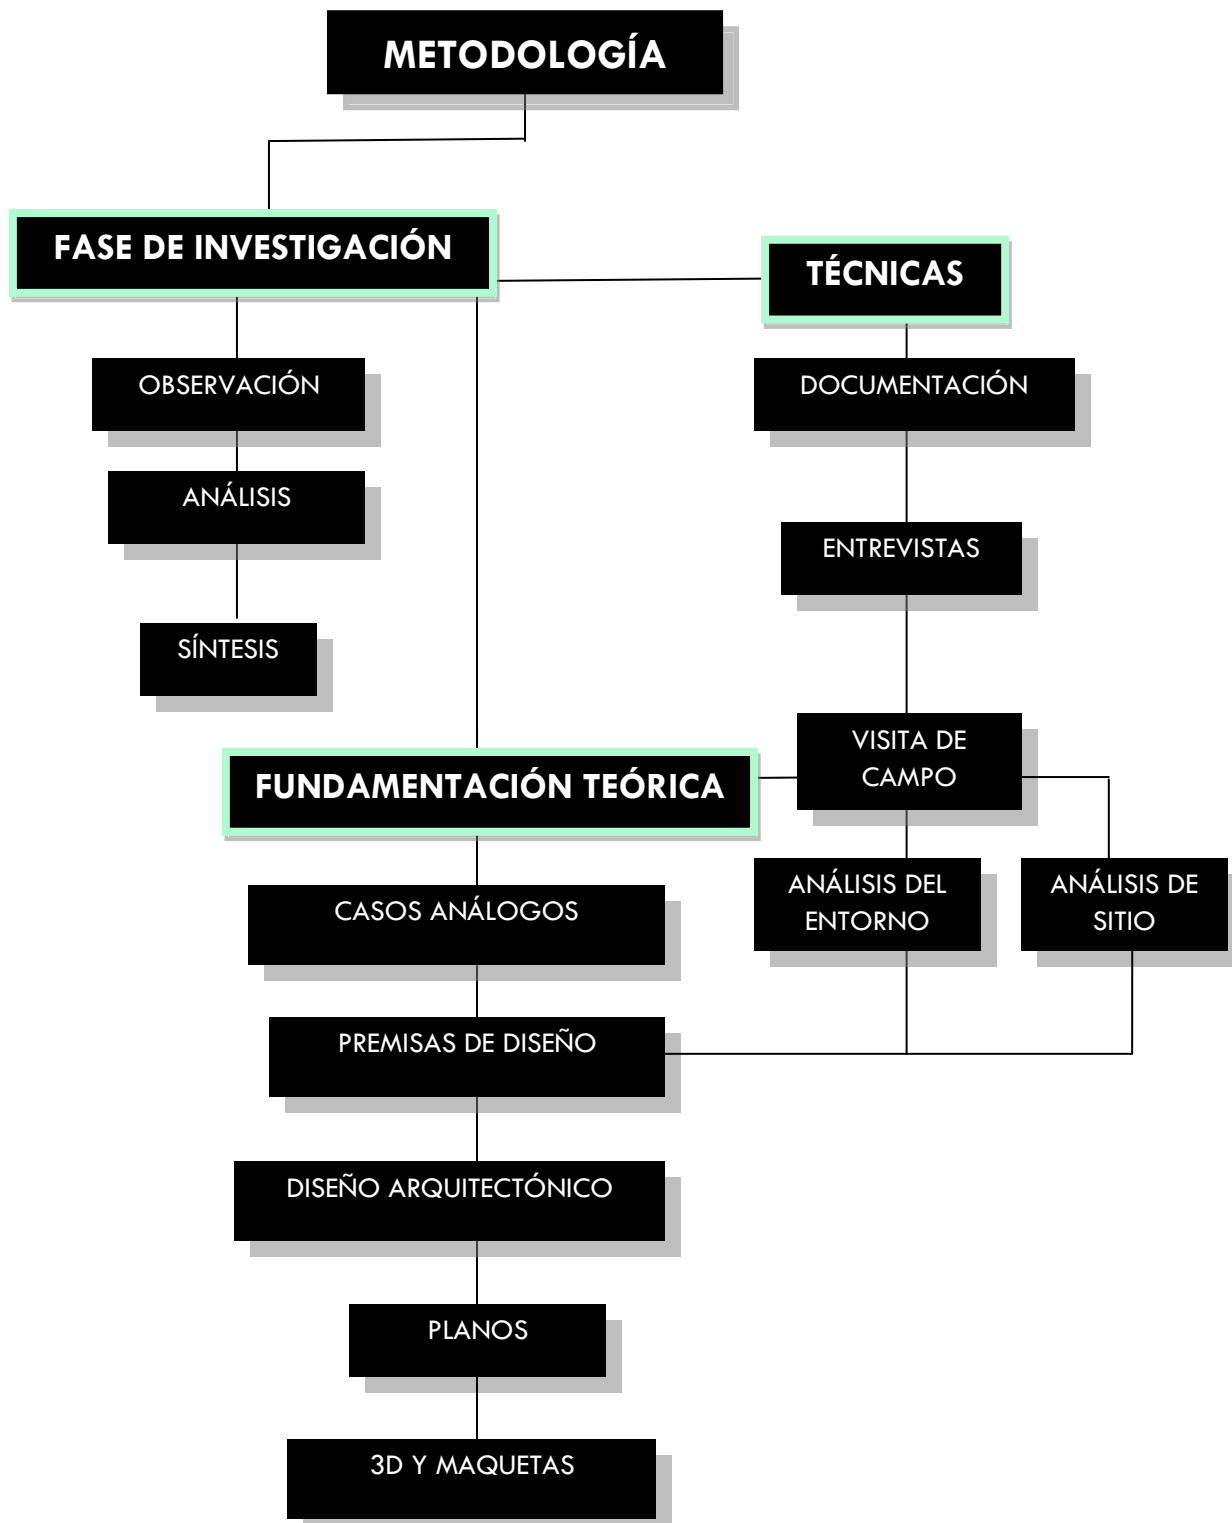 METODOLOGÍA
FASE DE INVESTIGACIÓN
TÉCNICAS
OBSERVACIÓN
DOCUMENTACIÓN
ANÁLISIS
ENTREVISTAS
SÍNTESIS
VISITA DE
CAMPO
FUNDAMENTACIÓN TEÓRICA
ANÁLISIS DEL
ENTORNO
ANÁLISIS DE
SITIO
CASOS ANÁLOGOS
PREMISAS DE DISEÑO
DISEÑO ARQUITECTÓNICO
PLANOS
3D Y MAQUETAS